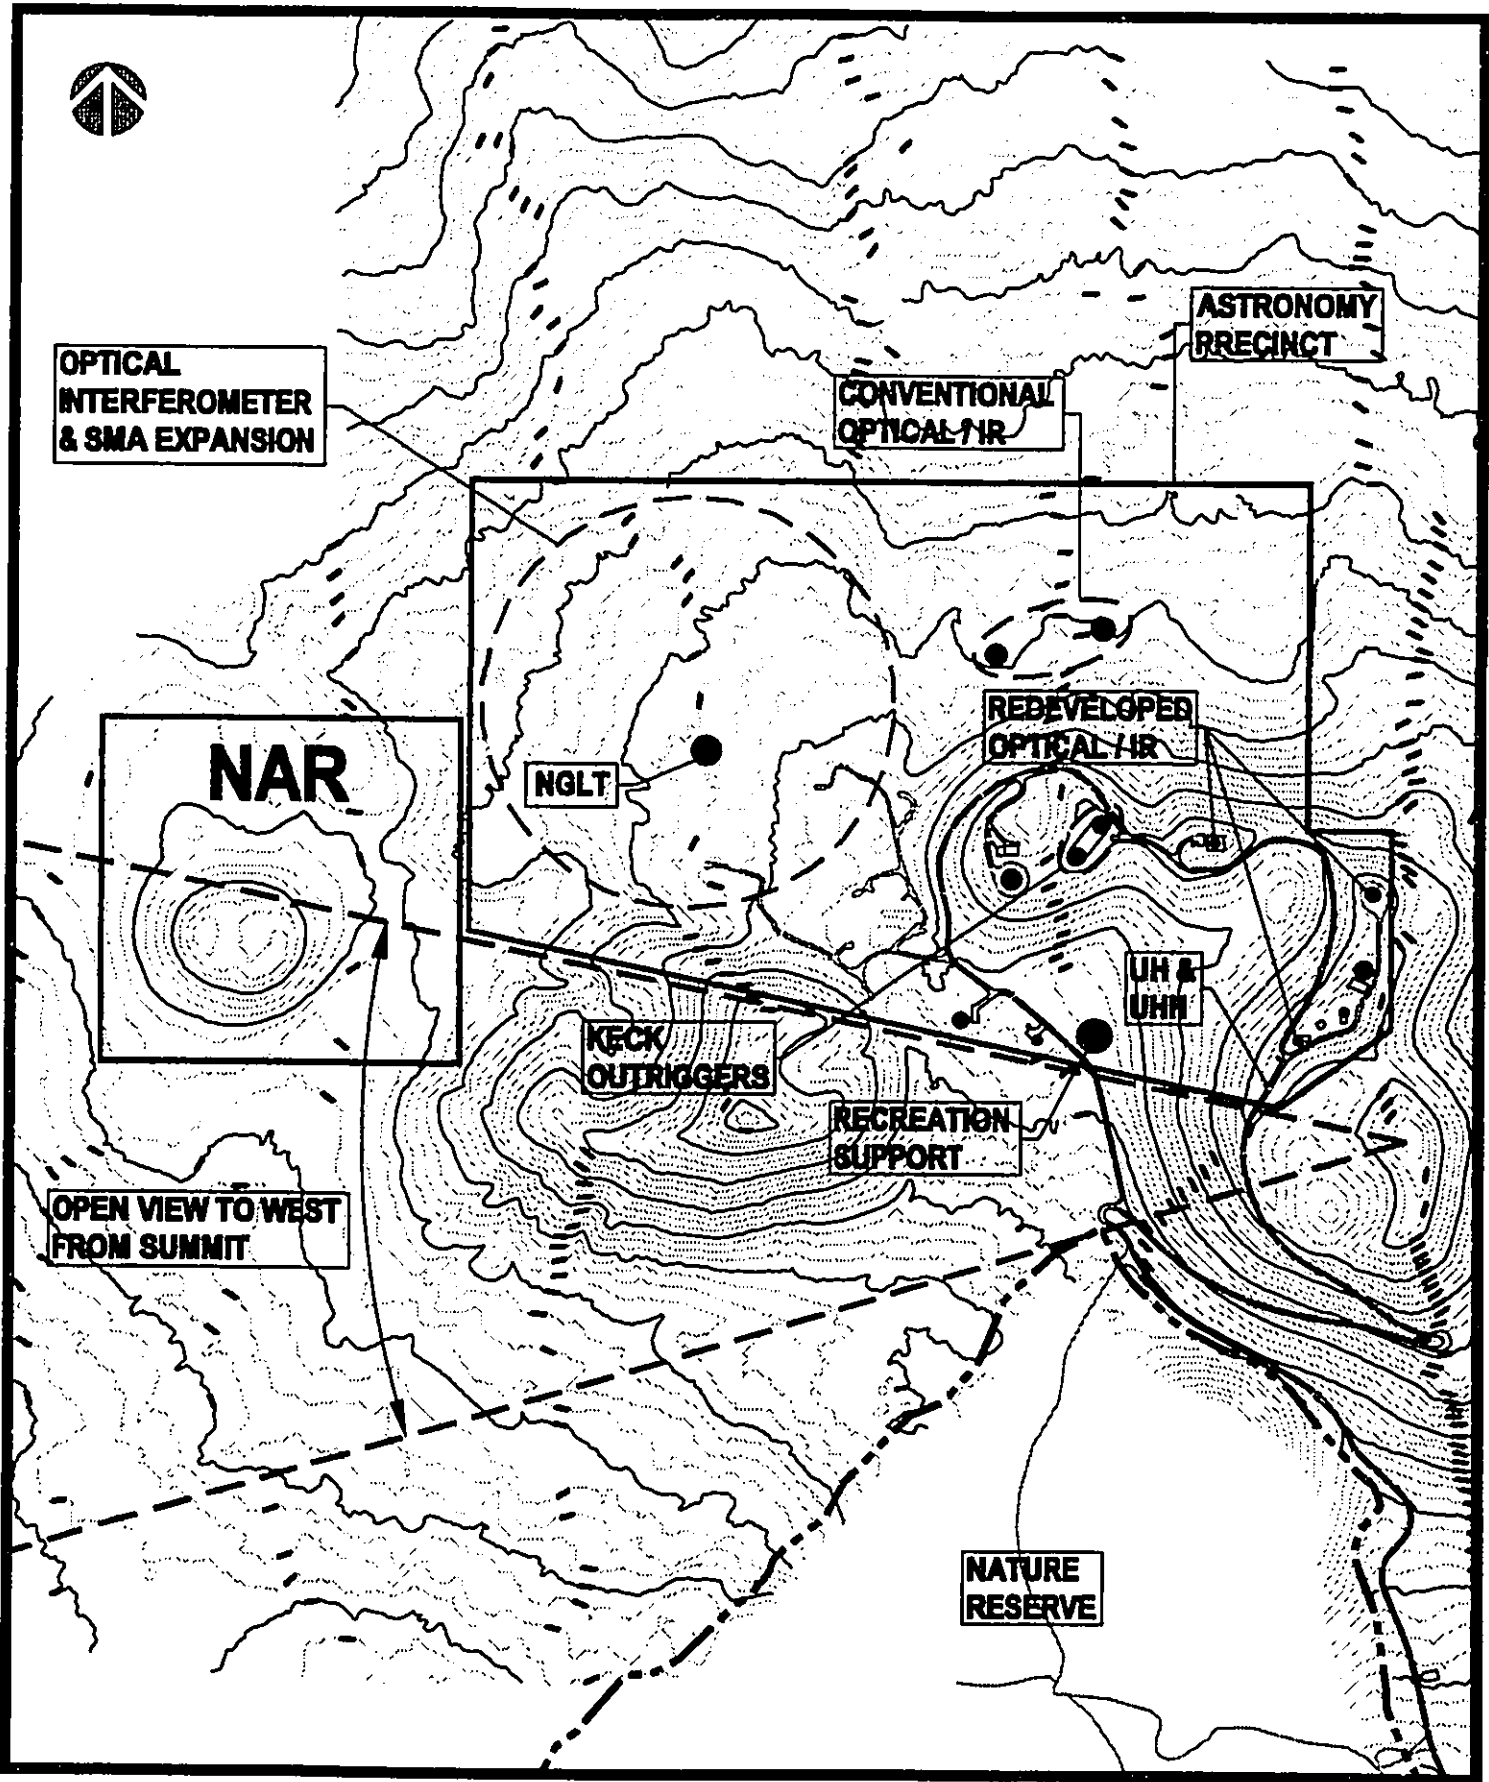 ASTRONOMY
PRRECINCT
OPTICAL
INTERFEROMETER
& SMA EXPANSION
CONVENTIONAL
OPTICAL / IR
REDEVELOPED
OPTICAL / IR
NAR
NGLT
UH &
UHH
KECK
OUTRIGGERS
RECREATION
SUPPORT
OPEN VIEW TO WEST
FROM SUMMIT
NATURE
RESERVE